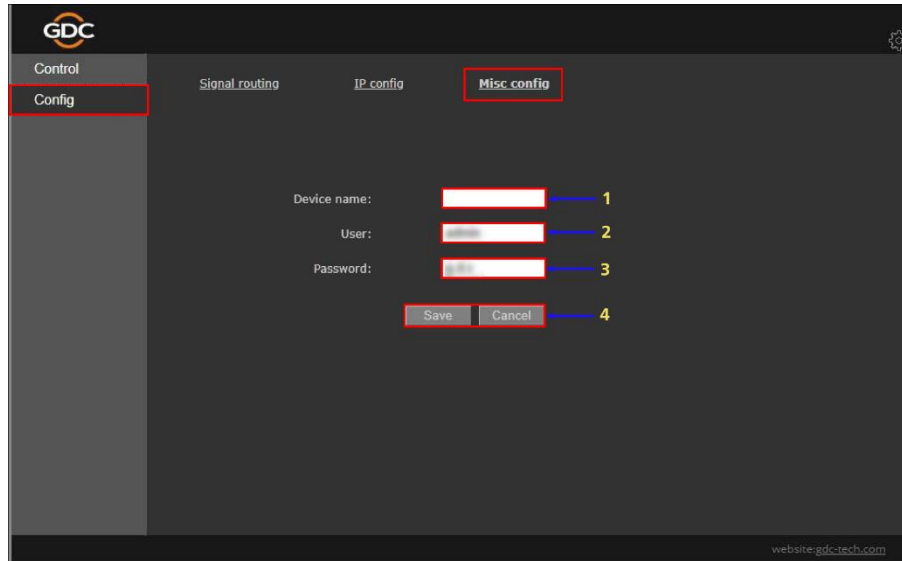 GDC
Control
Config
Signal routing
IP config
Misc config
Device name:
1
User:
2
Password:
3
Save
Cancel
4
website:gdc-tech.com